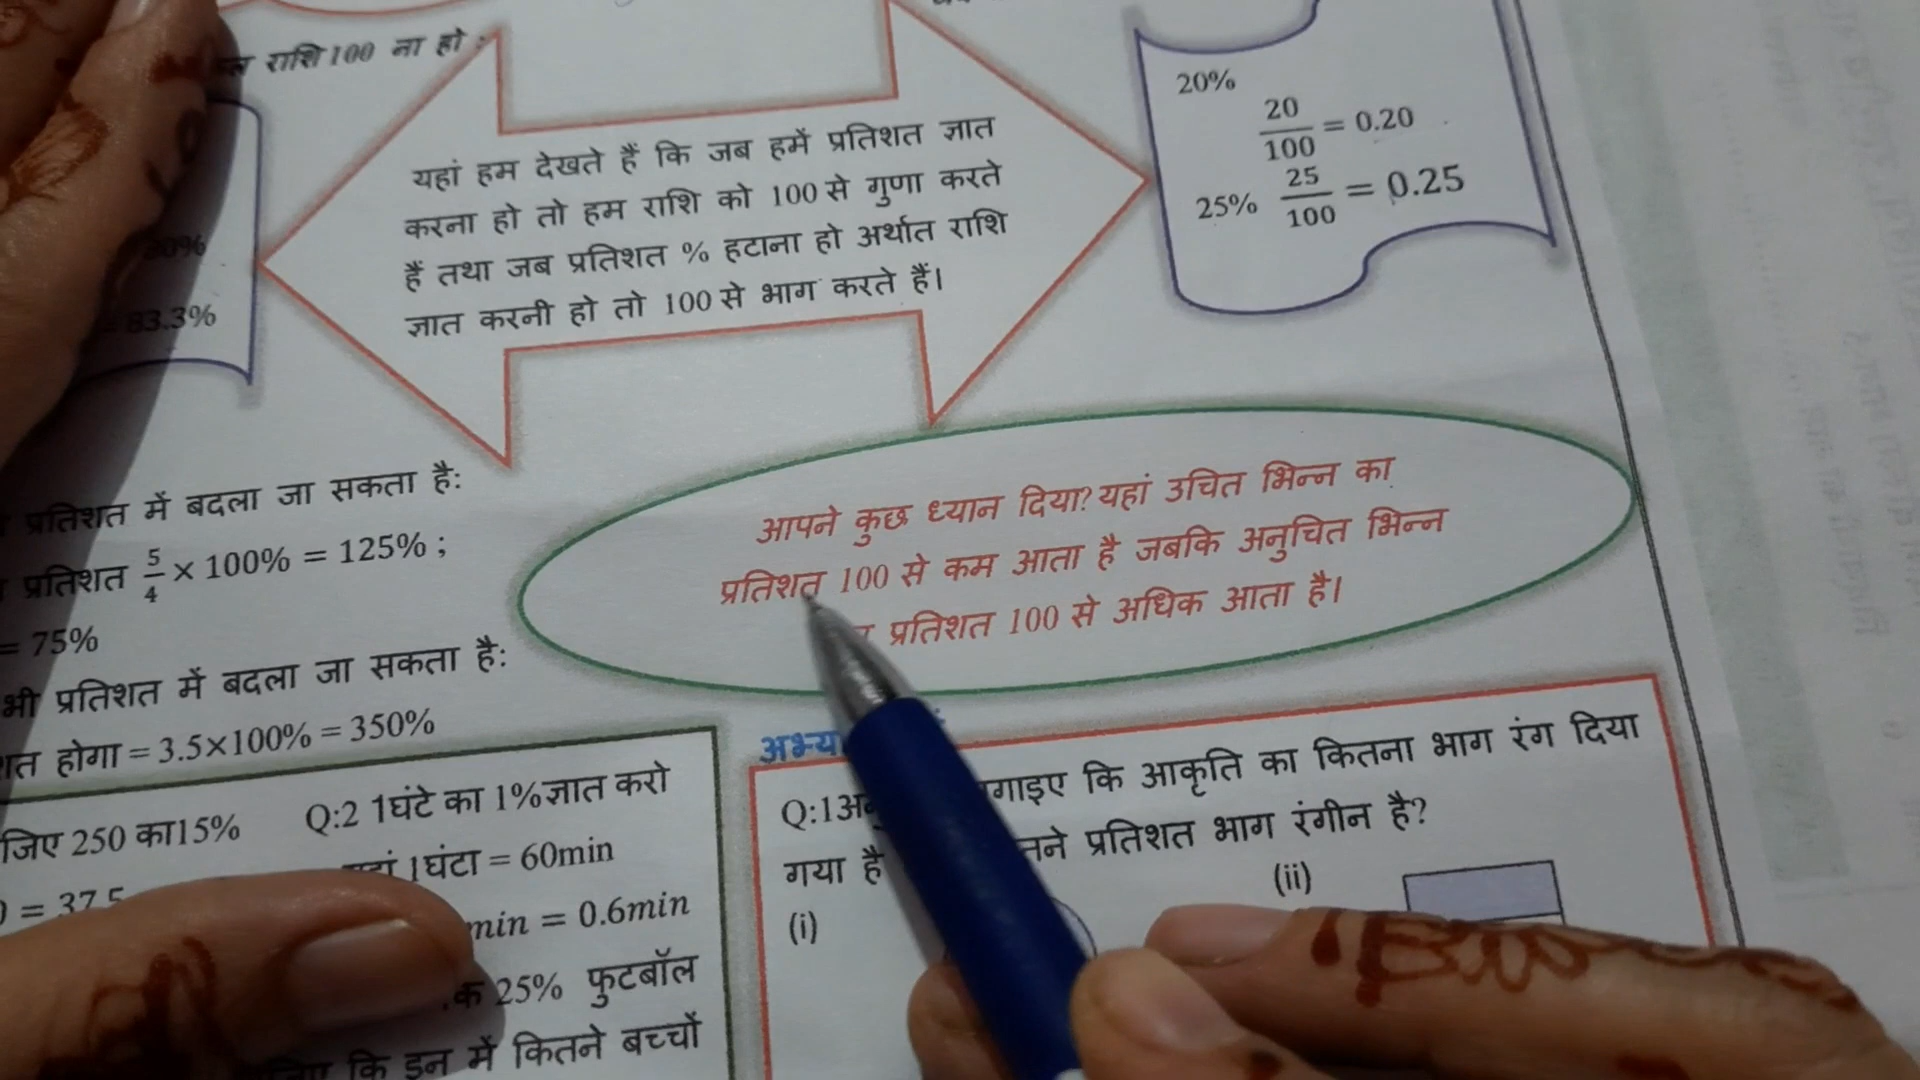 राशि 100 ना हो :
20%
20/100 = 0.20
25% 25/100 = 0.25
यहां हम देखते हैं कि जब हमें प्रतिशत ज्ञात
करना हो तो हम राशि को 100 से गुणा करते
हैं तथा जब प्रतिशत % हटाना हो अर्थात राशि
ज्ञात करनी हो तो 100 से भाग करते हैं।
83.3%
प्रतिशत में बदला जा सकता है:
प्रतिशत 5/4 × 100% = 125% ;
= 75%
भी प्रतिशत में बदला जा सकता है:
होगा = 3.5×100% = 350%
आपने कुछ ध्यान दिया? यहां उचित भिन्न का
प्रतिशत 100 से कम आता है जबकि अनुचित भिन्न
प्रतिशत 100 से अधिक आता है।
250 का15%
= 37.5
Q:2 1घंटे का 1%ज्ञात करो
1घंटा = 60min
min = 0.6min
25% फुटबॉल
कि इन में कितने बच्चों
Q:1
कि आकृति का कितना भाग रंग दिया
गया है
प्रतिशत भाग रंगीन है?
(i)
(ii)